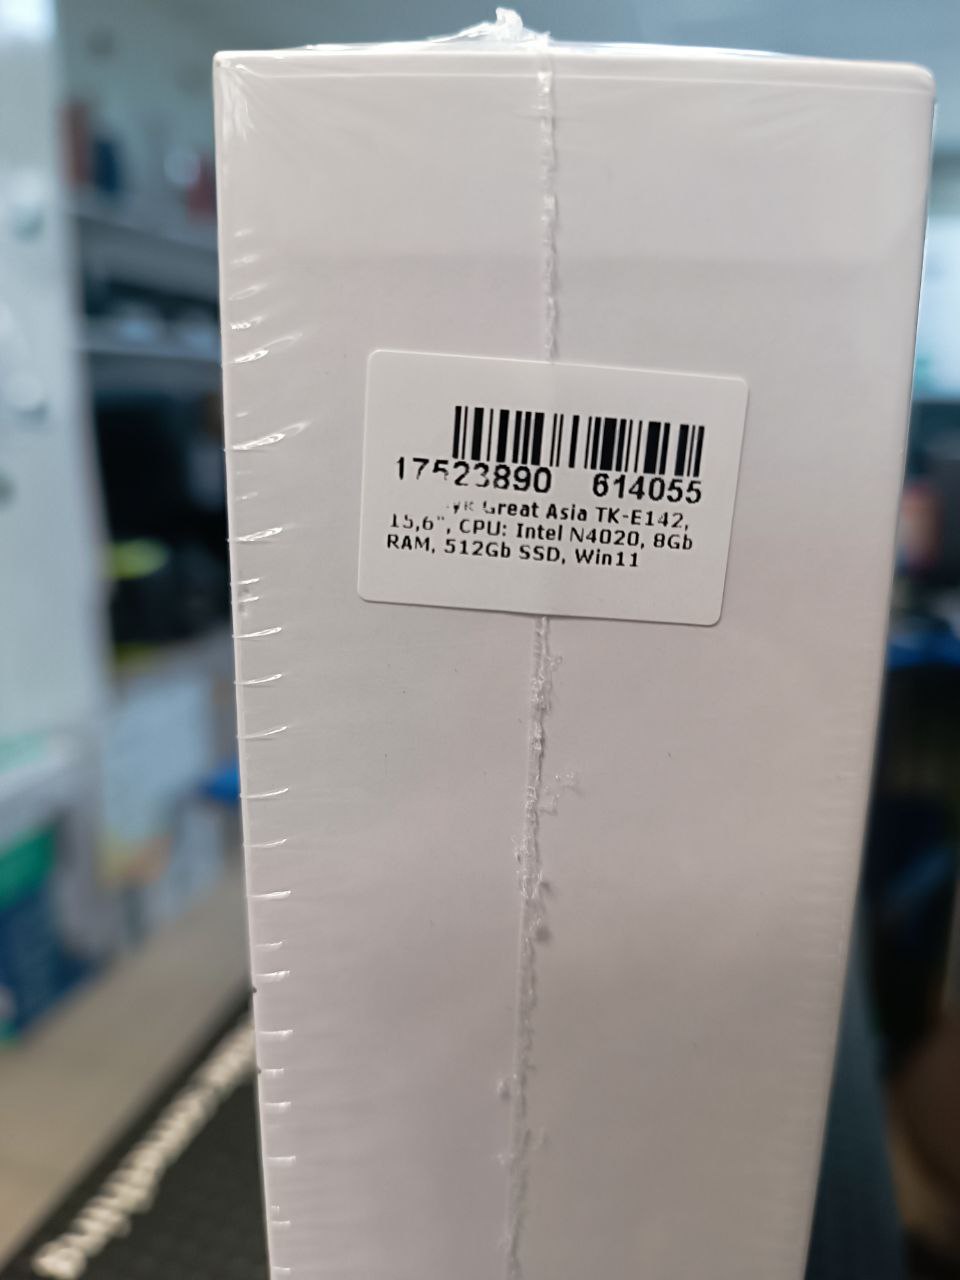 17523890 614055
Great Asia TK-E142,
15,6", CPU: Intel N4020, 8Gb
RAM, 512Gb SSD, Win11